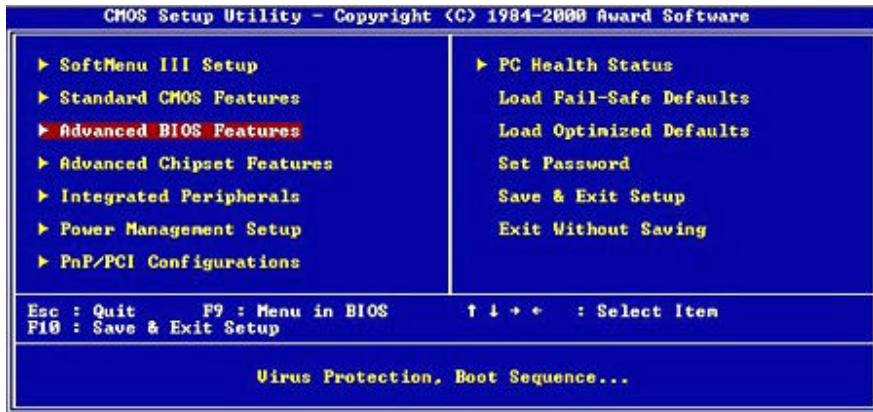 CMOS Setup Utility - Copyright (C) 1984-2000 Award Software
▶ SoftMenu III Setup
▶ Standard CMOS Features
▶ Advanced BIOS Features
▶ Advanced Chipset Features
▶ Integrated Peripherals
▶ Power Management Setup
▶ PnP/PCI Configurations
▶ PC Health Status
Load Fail-Safe Defaults
Load Optimized Defaults
Set Password
Save & Exit Setup
Exit Without Saving
Esc : Quit F9 : Menu in BIOS ↑ ↓ → ← : Select Item
F10 : Save & Exit Setup
Virus Protection, Boot Sequence...